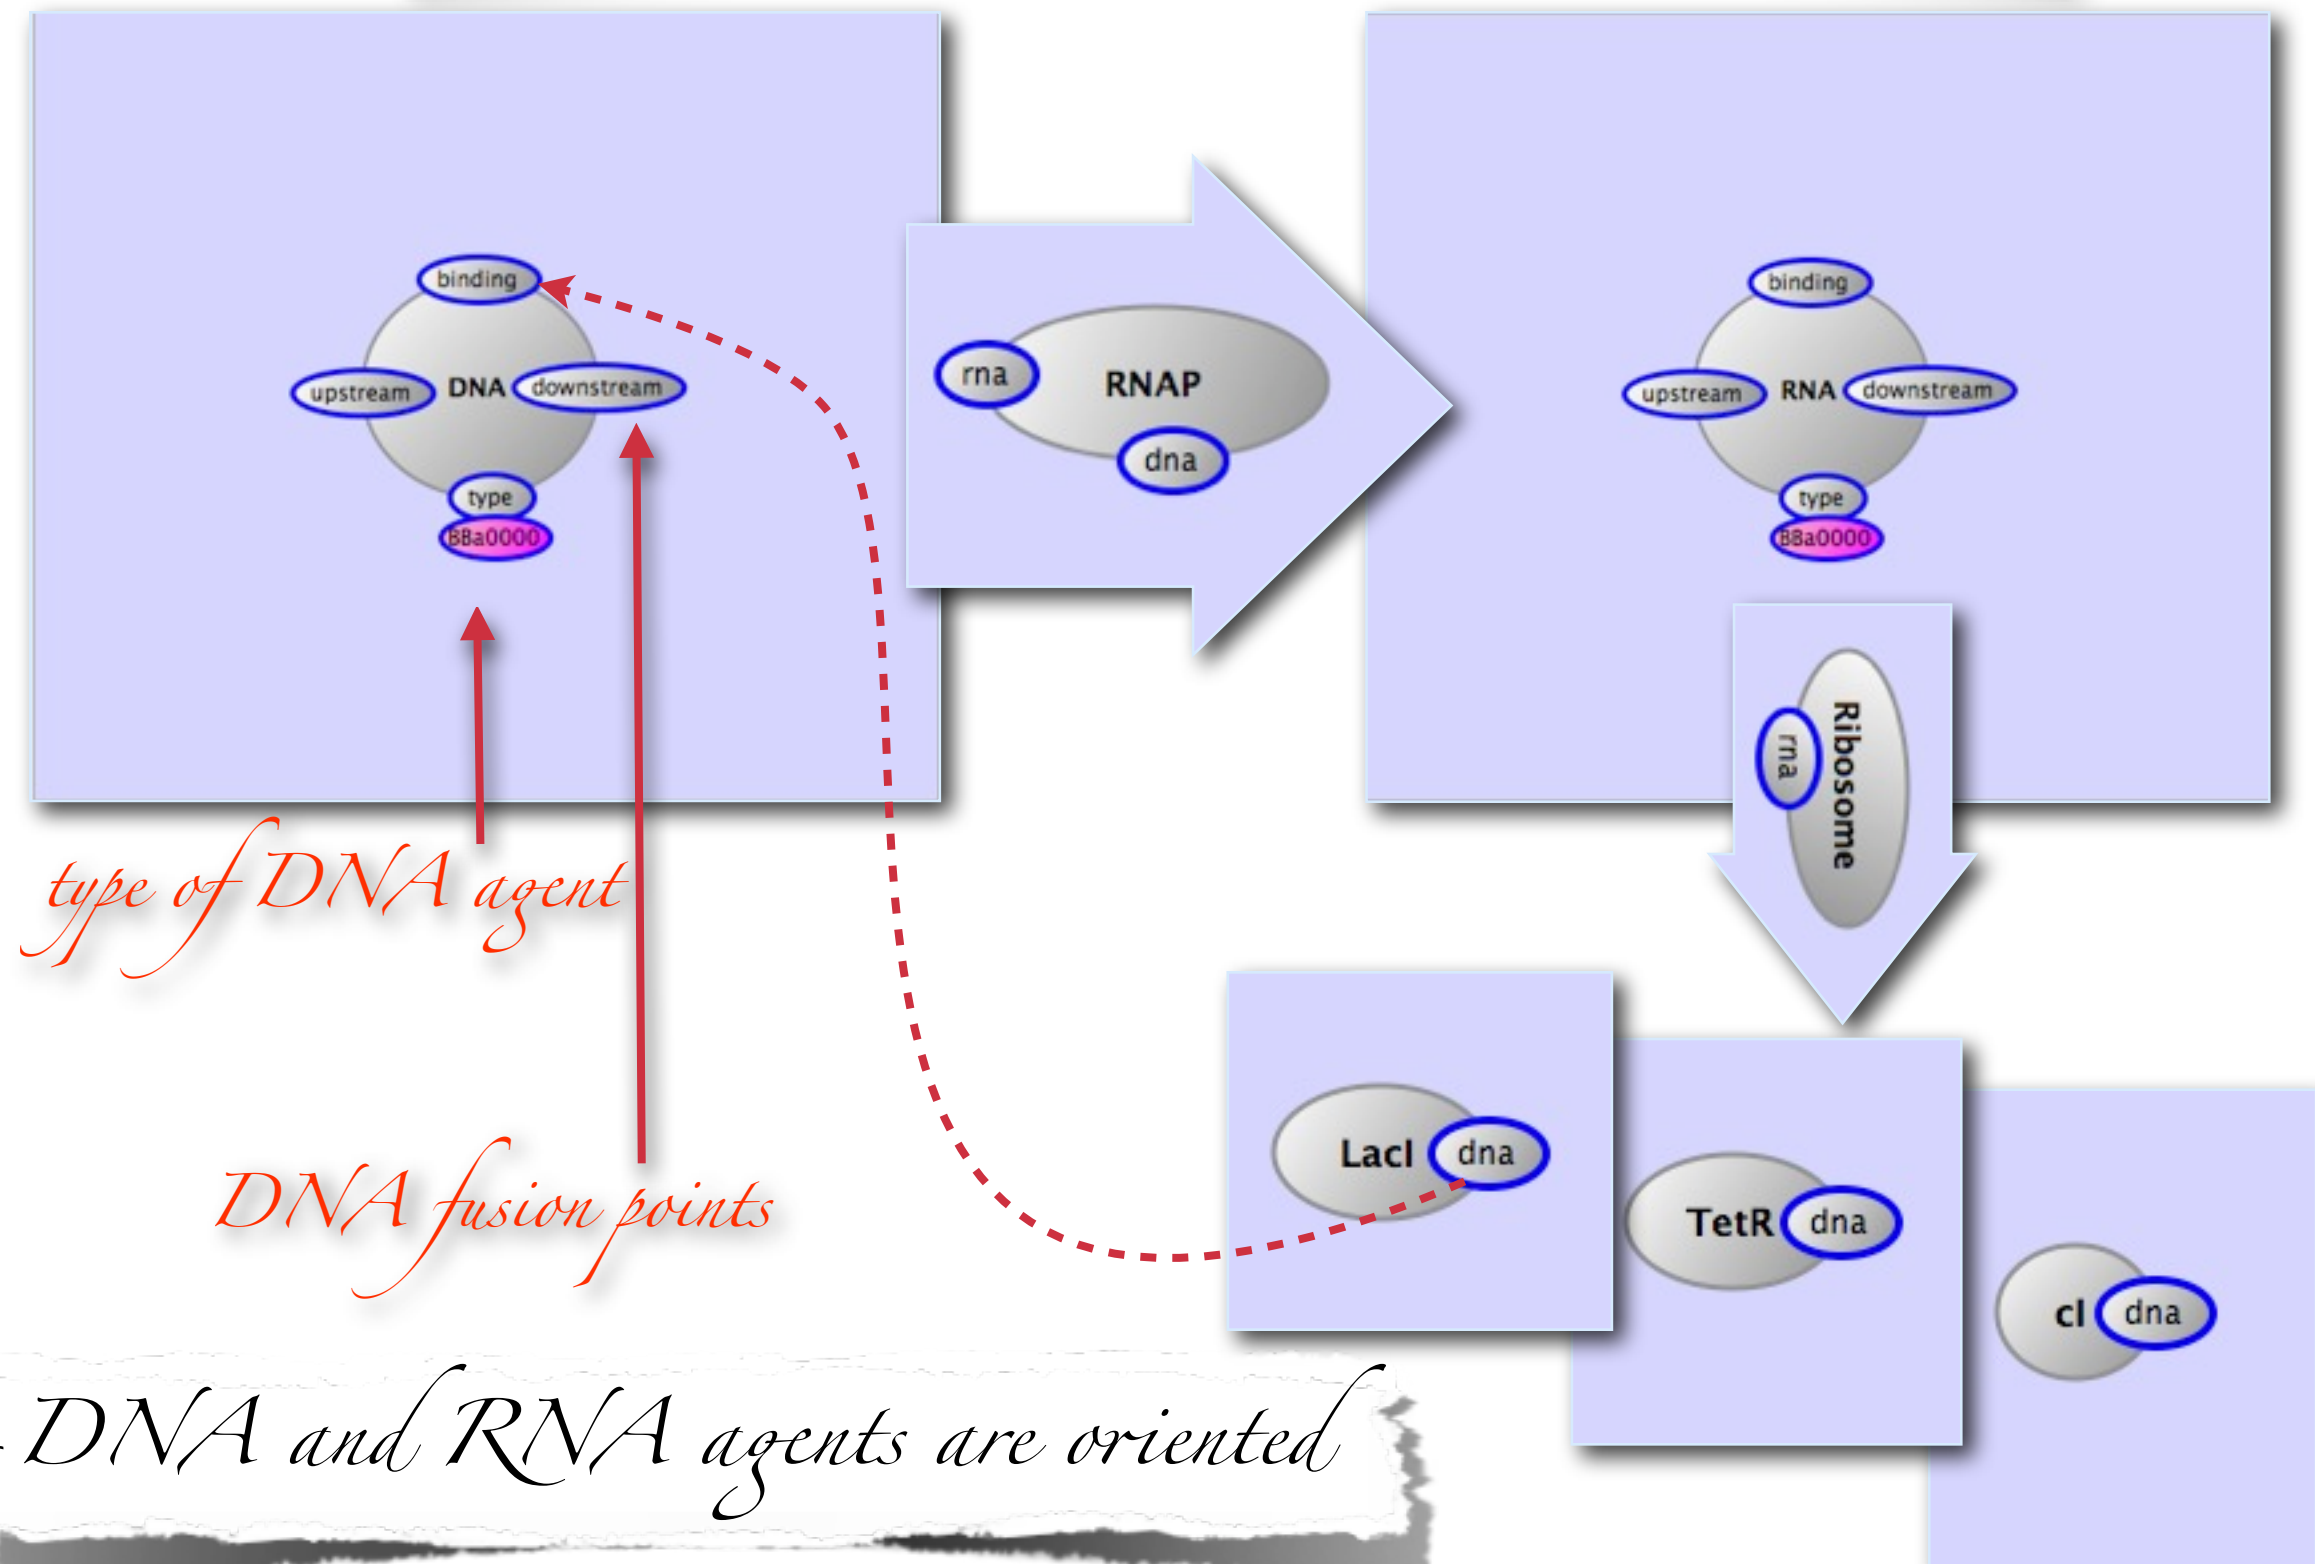 binding
upstream DNA downstream
type
BBa0000
rna RNAP
dna
binding
upstream RNA downstream
type
BBa0000
Ribosome
rna
type of DNA agent
DNA fusion points
LacI dna
TetR dna
cI dna
DNA and RNA agents are oriented